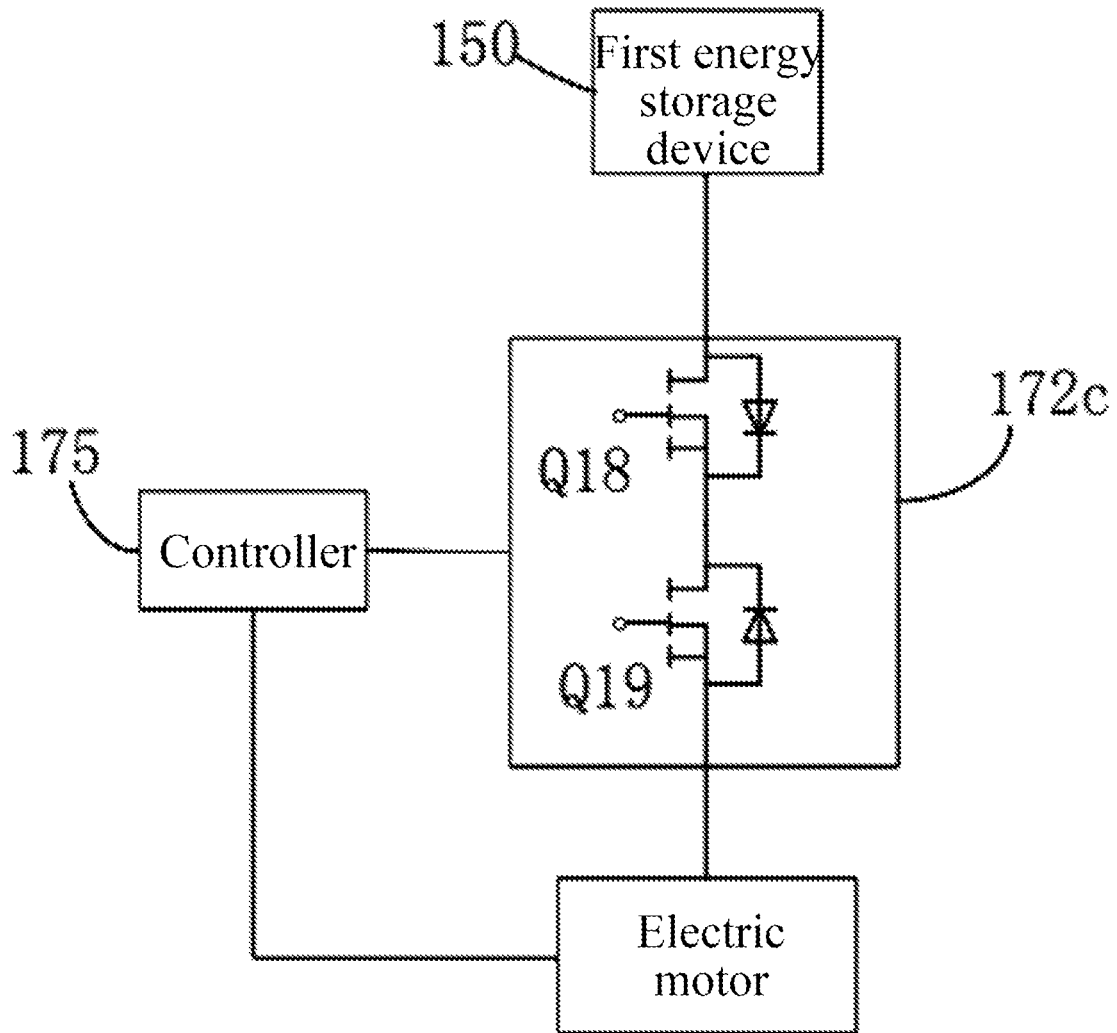 150
First energy
storage
device
172c
Q18
175
Controller
Q19
Electric
motor